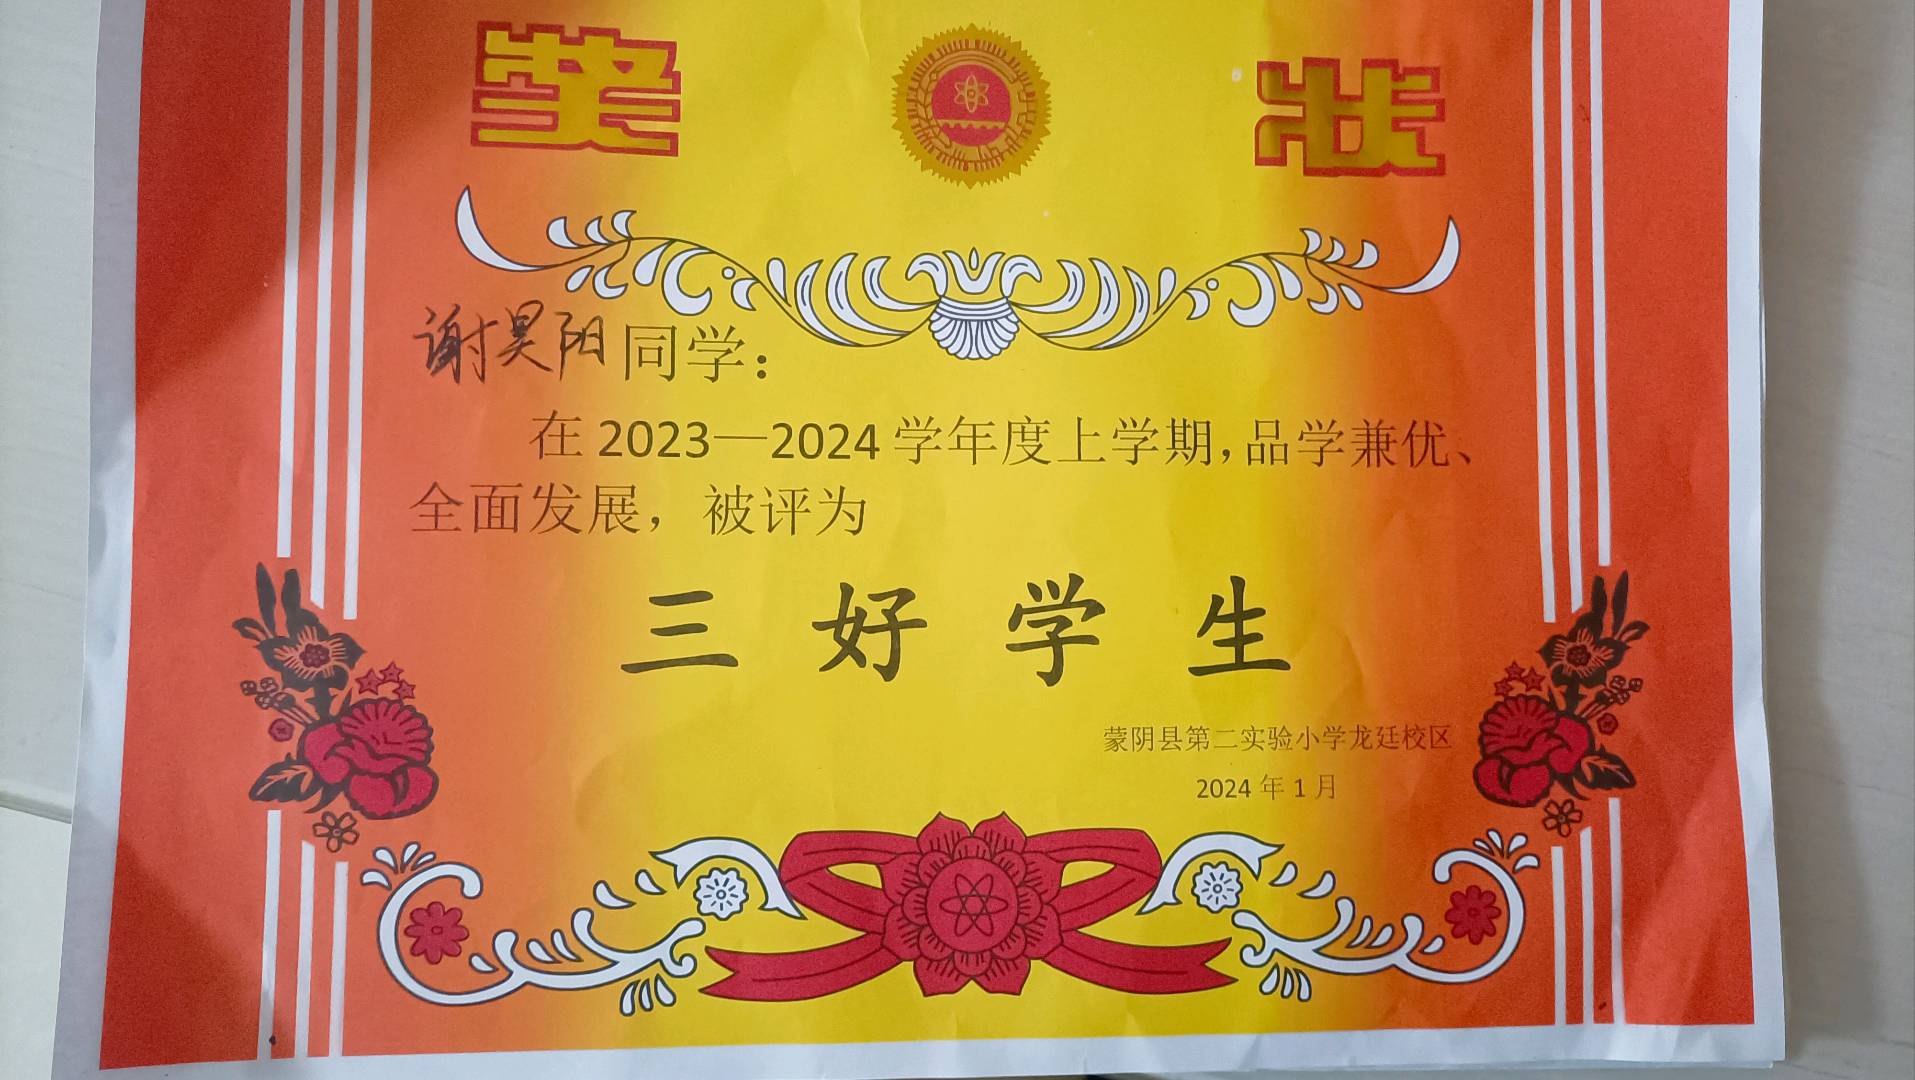 奖状
谢昊阳同学：
在2023—2024学年度上学期，品学兼优、
全面发展，被评为
三好学生
蒙阴县第二实验小学龙廷校区
2024年1月